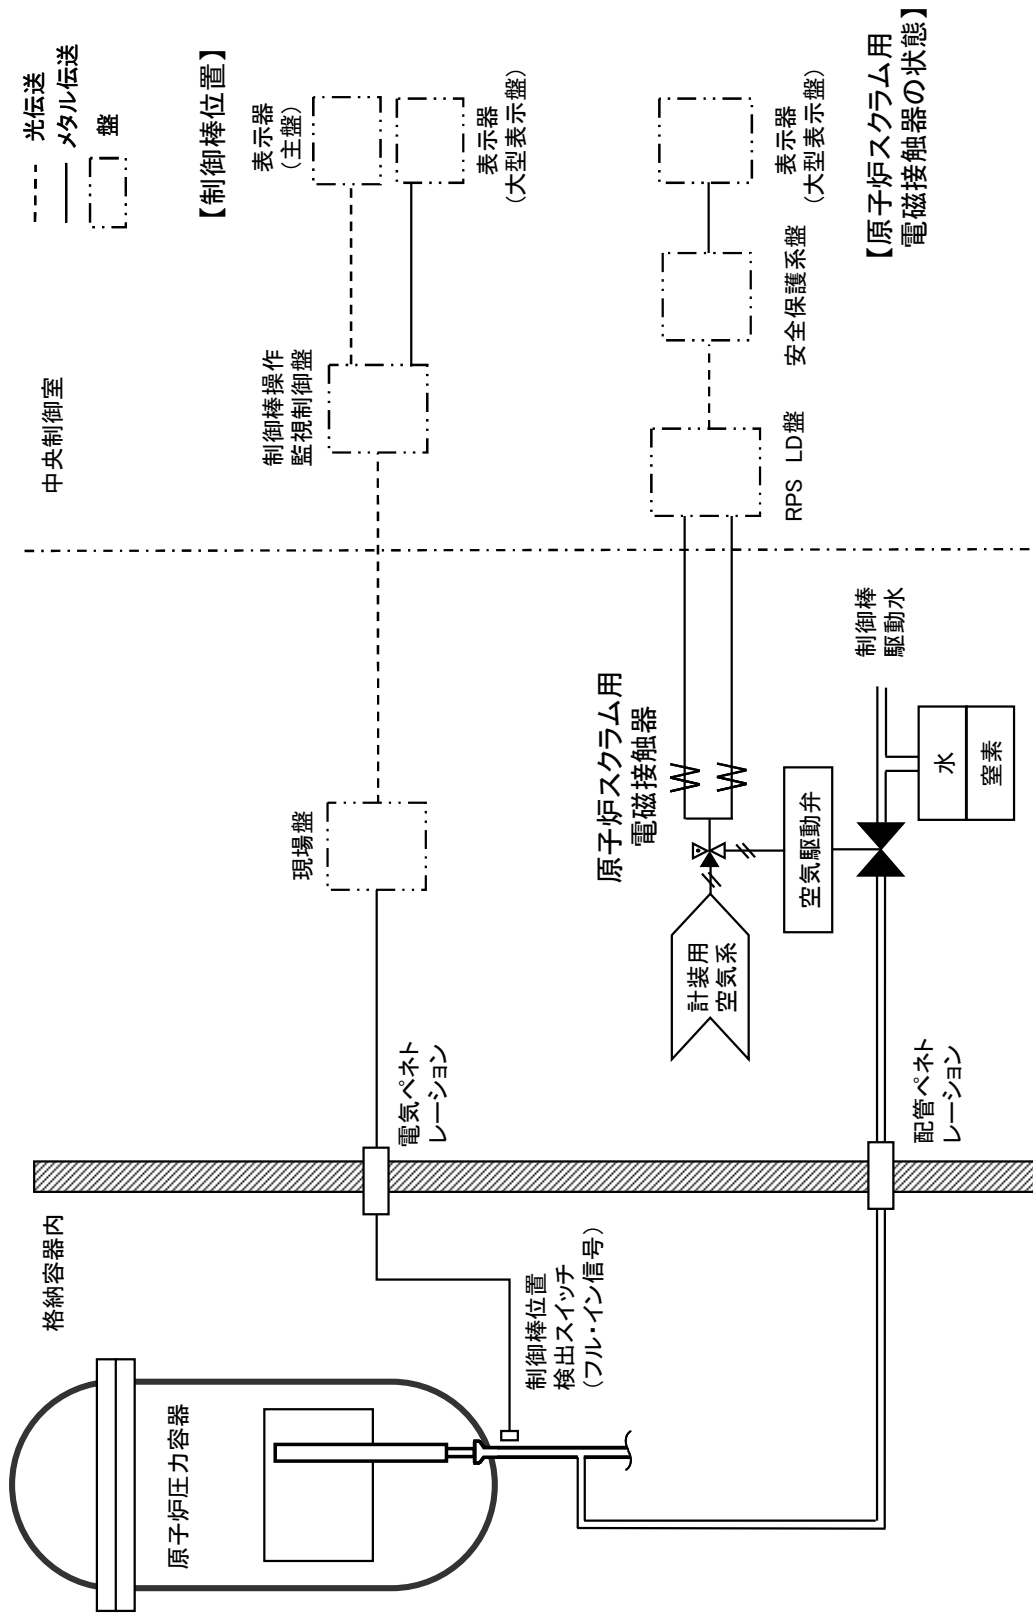 光伝送
メタル伝送
盤
【制御棒位置】
表示器
（主盤）
表示器
（大型表示盤）
表示器
（大型表示盤）
【原子炉スクラム用
電磁接触器の状態】
中央制御室
制御棒操作
監視制御盤
安全保護系盤
RPS LD盤
現場盤
原子炉スクラム用
電磁接触器
制御棒
駆動水
水
窒素
空気駆動弁
計装用
空気系
電気ペネト
レーション
配管ペネト
レーション
格納容器内
制御棒位置
検出スイッチ
（フル・イン信号）
原子炉圧力容器